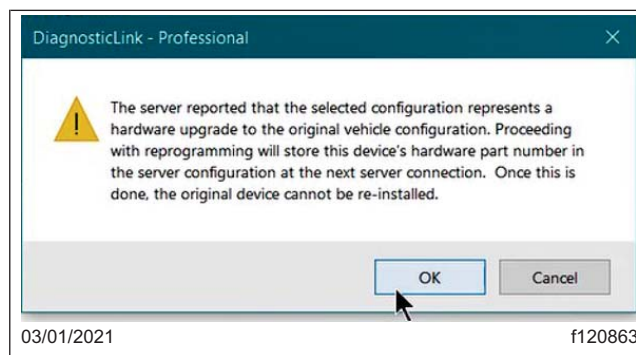 DiagnosticLink - Professional
The server reported that the selected configuration represents a
hardware upgrade to the original vehicle configuration. Proceeding
with reprogramming will store this device's hardware part number in
the server configuration at the next server connection.  Once this is
done, the original device cannot be re-installed.
OK Cancel
03/01/2021 f120863